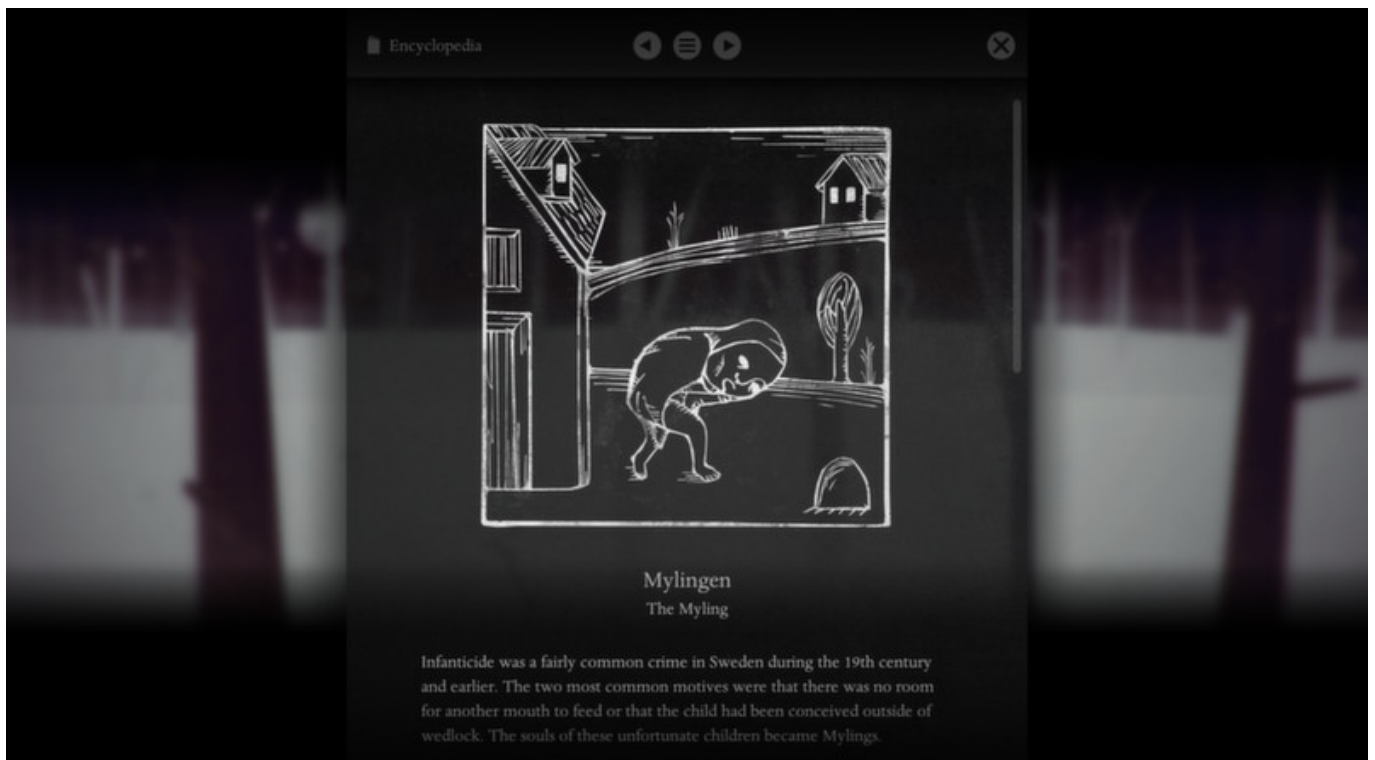 Encyclopedia
Mylingen
The Myling
Infanticide was a fairly common crime in Sweden during the 19th century
and earlier. The two most common motives were that there was no room
for another mouth to feed or that the child had been conceived outside of
wedlock. The souls of these unfortunate children became Mylings.